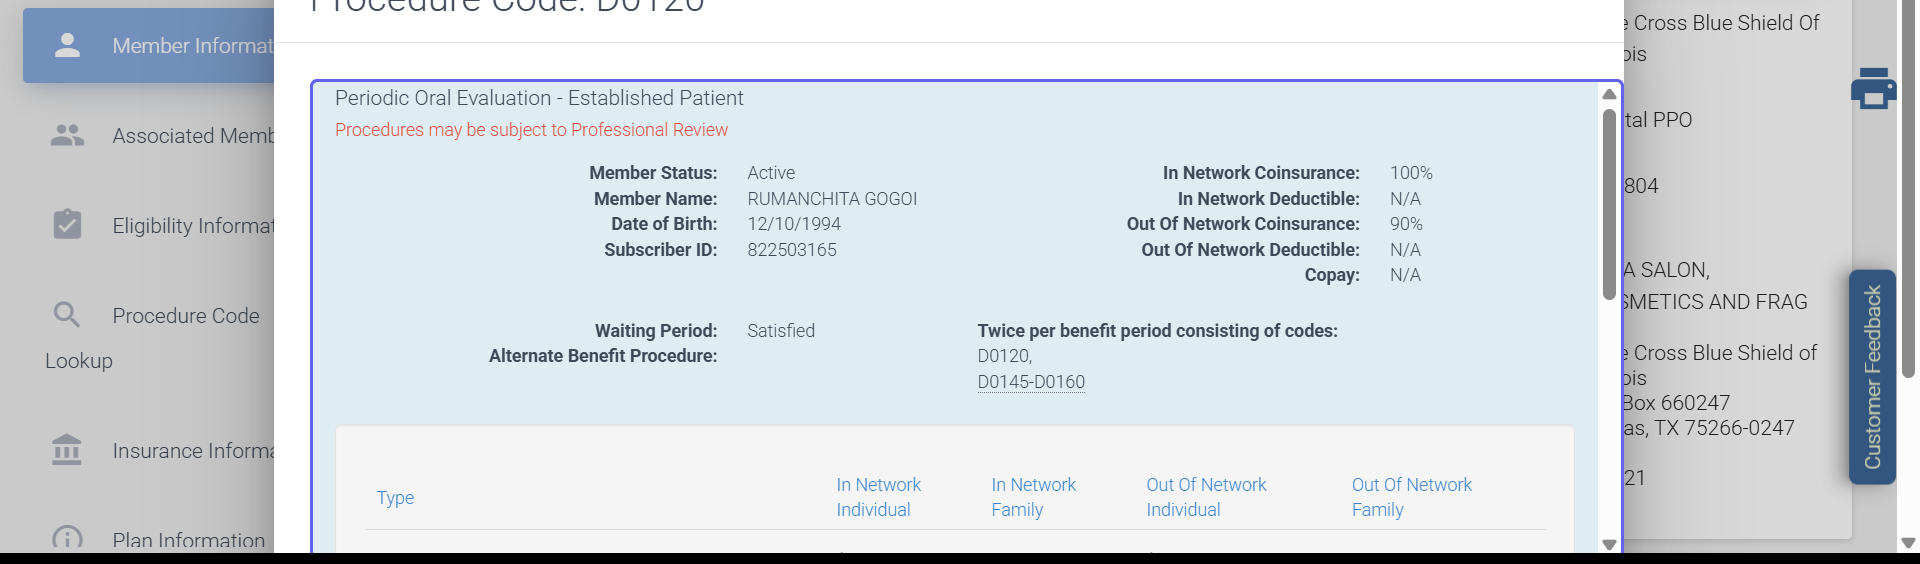 Procedure Code: D0120
Member Informat
Associated Memb
Eligibility Informat
Procedure Code
Lookup
Insurance Informa
Plan Information
Periodic Oral Evaluation - Established Patient
Procedures may be subject to Professional Review
Member Status: Active
Member Name: RUMANCHITA GOGOI
Date of Birth: 12/10/1994
Subscriber ID: 822503165
In Network Coinsurance: 100%
In Network Deductible: N/A
Out Of Network Coinsurance: 90%
Out Of Network Deductible: N/A
Copay: N/A
Waiting Period: Satisfied
Alternate Benefit Procedure:
Twice per benefit period consisting of codes:
D0120,
D0145-D0160
Type
In Network
Individual
In Network
Family
Out Of Network
Individual
Out Of Network
Family
e Cross Blue Shield Of
ois
tal PPO
804
A SALON,
SMETICS AND FRAG
e Cross Blue Shield of
ois
Box 660247
as, TX 75266-0247
21
Customer Feedback